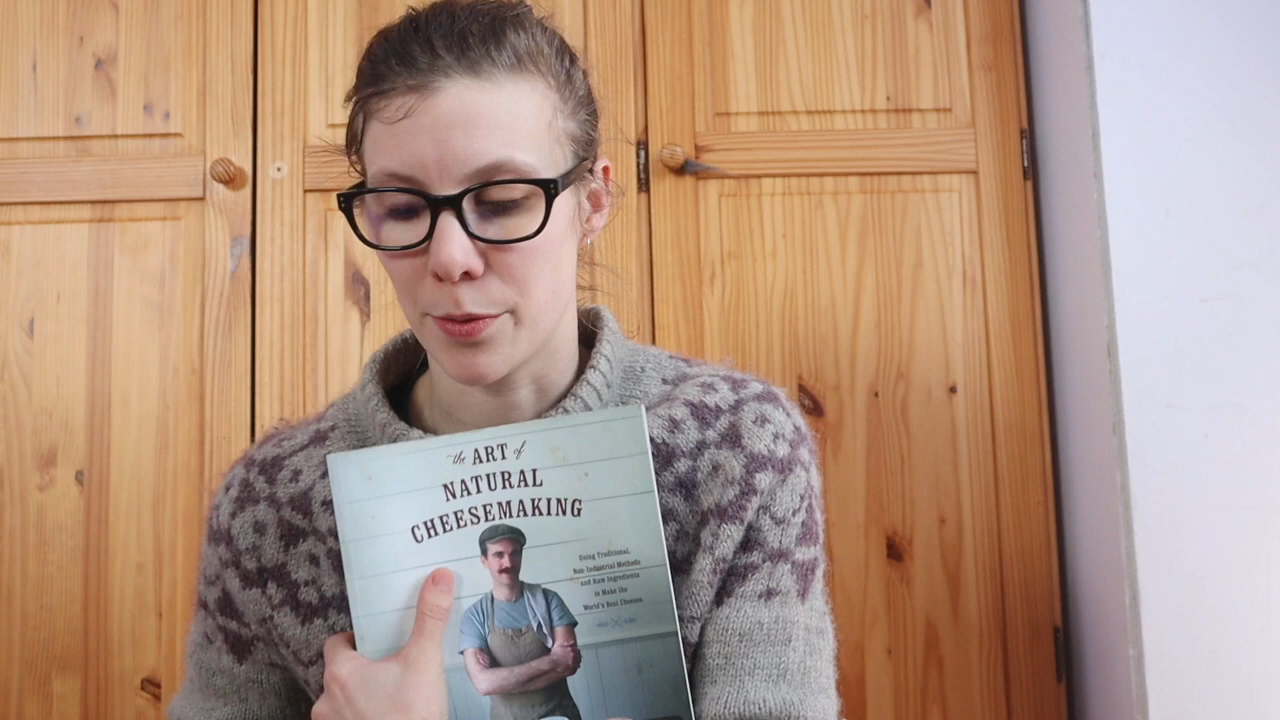 the ART of
NATURAL
CHEESEMAKING
Using Traditional,
Non-Industrial Methods
and Raw Ingredients
to Make the
World's Best Cheeses